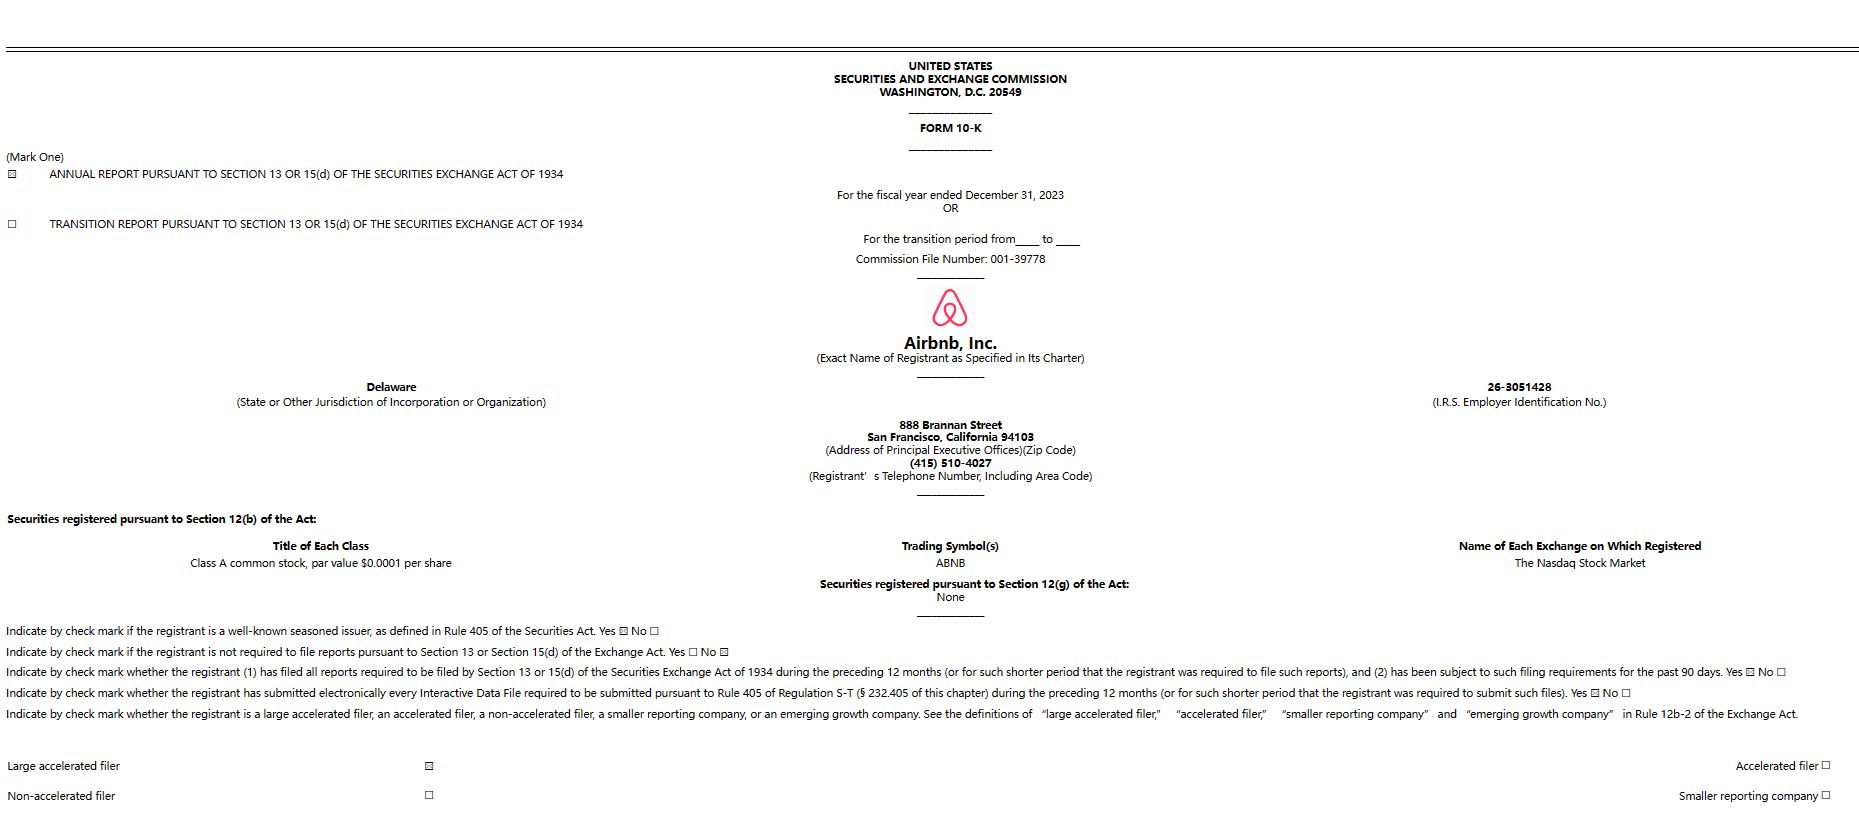 UNITED STATES
SECURITIES AND EXCHANGE COMMISSION
WASHINGTON, D.C. 20549
FORM 10-K
(Mark One)
☒ ANNUAL REPORT PURSUANT TO SECTION 13 OR 15(d) OF THE SECURITIES EXCHANGE ACT OF 1934
For the fiscal year ended December 31, 2023
OR
☐ TRANSITION REPORT PURSUANT TO SECTION 13 OR 15(d) OF THE SECURITIES EXCHANGE ACT OF 1934
For the transition period from____ to ____
Commission File Number: 001-39778
Airbnb, Inc.
(Exact Name of Registrant as Specified in Its Charter)
Delaware 26-3051428
(State or Other Jurisdiction of Incorporation or Organization) (I.R.S. Employer Identification No.)
888 Brannan Street
San Francisco, California 94103
(Address of Principal Executive Offices)(Zip Code)
(415) 510-4027
(Registrant’s Telephone Number, Including Area Code)
Securities registered pursuant to Section 12(b) of the Act:
Title of Each Class Trading Symbol(s) Name of Each Exchange on Which Registered
Class A common stock, par value $0.0001 per share ABNB The Nasdaq Stock Market
Securities registered pursuant to Section 12(g) of the Act:
None
Indicate by check mark if the registrant is a well-known seasoned issuer, as defined in Rule 405 of the Securities Act. Yes ☒ No ☐
Indicate by check mark if the registrant is not required to file reports pursuant to Section 13 or Section 15(d) of the Exchange Act. Yes ☐ No ☒
Indicate by check mark whether the registrant (1) has filed all reports required to be filed by Section 13 or 15(d) of the Securities Exchange Act of 1934 during the preceding 12 months (or for such shorter period that the registrant was required to file such reports), and (2) has been subject to such filing requirements for the past 90 days. Yes ☒ No ☐
Indicate by check mark whether the registrant has submitted electronically every Interactive Data File required to be submitted pursuant to Rule 405 of Regulation S-T (§ 232.405 of this chapter) during the preceding 12 months (or for such shorter period that the registrant was required to submit such files). Yes ☒ No ☐
Indicate by check mark whether the registrant is a large accelerated filer, an accelerated filer, a non-accelerated filer, a smaller reporting company, or an emerging growth company. See the definitions of “large accelerated filer,” “accelerated filer,” “smaller reporting company” and “emerging growth company” in Rule 12b-2 of the Exchange Act.
Large accelerated filer ☒ Accelerated filer ☐
Non-accelerated filer ☐ Smaller reporting company ☐